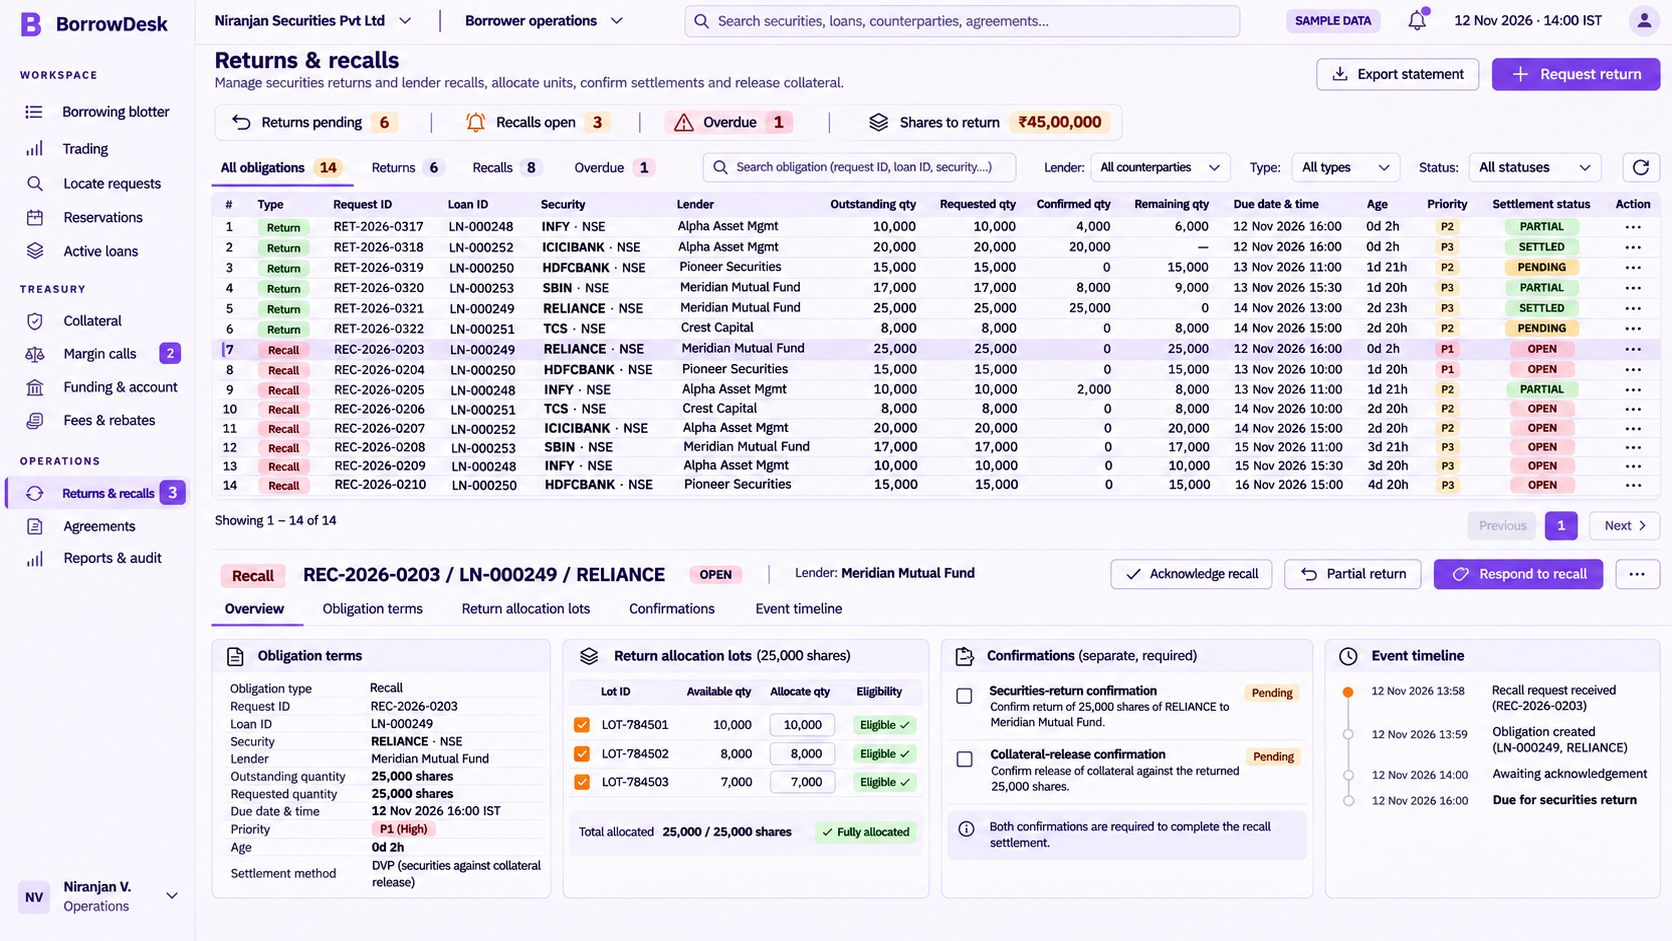 BorrowDesk
Niranjan Securities Pvt Ltd
Borrower operations
Search securities, loans, counterparties, agreements...
SAMPLE DATA
12 Nov 2026 · 14:00 IST
WORKSPACE
Borrowing blotter
Trading
Locate requests
Reservations
Active loans
TREASURY
Collateral
Margin calls 2
Funding & account
Fees & rebates
OPERATIONS
Returns & recalls 3
Agreements
Reports & audit
NV
Niranjan V.
Operations
Returns & recalls
Manage securities returns and lender recalls, allocate units, confirm settlements and release collateral.
Export statement
Request return
Returns pending 6
Recalls open 3
Overdue 1
Shares to return ₹45,00,000
All obligations 14
Returns 6
Recalls 8
Overdue 1
Search obligation (request ID, loan ID, security....)
Lender: All counterparties
Type: All types
Status: All statuses
# Type Request ID Loan ID Security Lender Outstanding qty Requested qty Confirmed qty Remaining qty Due date & time Age Priority Settlement status Action
1 Return RET-2026-0317 LN-000248 INFY · NSE Alpha Asset Mgmt 10,000 10,000 4,000 6,000 12 Nov 2026 16:00 0d 2h P2 PARTIAL ...
2 Return RET-2026-0318 LN-000252 ICICIBANK · NSE Alpha Asset Mgmt 20,000 20,000 20,000 — 12 Nov 2026 16:00 0d 2h P3 SETTLED ...
3 Return RET-2026-0319 LN-000250 HDFCBANK · NSE Pioneer Securities 15,000 15,000 0 15,000 13 Nov 2026 11:00 1d 21h P2 PENDING ...
4 Return RET-2026-0320 LN-000253 SBIN · NSE Meridian Mutual Fund 17,000 17,000 8,000 9,000 13 Nov 2026 15:30 1d 20h P3 PARTIAL ...
5 Return RET-2026-0321 LN-000249 RELIANCE · NSE Meridian Mutual Fund 25,000 25,000 25,000 0 14 Nov 2026 13:00 2d 23h P3 SETTLED ...
6 Return RET-2026-0322 LN-000251 TCS · NSE Crest Capital 8,000 8,000 0 8,000 14 Nov 2026 15:00 2d 20h P2 PENDING ...
7 Recall REC-2026-0203 LN-000249 RELIANCE · NSE Meridian Mutual Fund 25,000 25,000 0 25,000 12 Nov 2026 16:00 0d 2h P1 OPEN ...
8 Recall REC-2026-0204 LN-000250 HDFCBANK · NSE Pioneer Securities 15,000 15,000 0 15,000 13 Nov 2026 10:00 1d 20h P1 OPEN ...
9 Recall REC-2026-0205 LN-000248 INFY · NSE Alpha Asset Mgmt 10,000 10,000 2,000 8,000 13 Nov 2026 11:00 1d 21h P2 PARTIAL ...
10 Recall REC-2026-0206 LN-000251 TCS · NSE Crest Capital 8,000 8,000 0 8,000 14 Nov 2026 10:00 2d 20h P2 OPEN ...
11 Recall REC-2026-0207 LN-000252 ICICIBANK · NSE Alpha Asset Mgmt 20,000 20,000 0 20,000 14 Nov 2026 15:00 2d 20h P2 OPEN ...
12 Recall REC-2026-0208 LN-000253 SBIN · NSE Meridian Mutual Fund 17,000 17,000 0 17,000 15 Nov 2026 11:00 3d 21h P3 OPEN ...
13 Recall REC-2026-0209 LN-000248 INFY · NSE Alpha Asset Mgmt 10,000 10,000 0 10,000 15 Nov 2026 15:30 3d 20h P3 OPEN ...
14 Recall REC-2026-0210 LN-000250 HDFCBANK · NSE Pioneer Securities 15,000 15,000 0 15,000 16 Nov 2026 15:00 4d 20h P3 OPEN ...
Showing 1 – 14 of 14
Previous 1 Next
Recall REC-2026-0203 / LN-000249 / RELIANCE OPEN Lender: Meridian Mutual Fund
Acknowledge recall
Partial return
Respond to recall
...
Overview
Obligation terms
Return allocation lots
Confirmations
Event timeline
Obligation terms
Obligation type Recall
Request ID REC-2026-0203
Loan ID LN-000249
Security RELIANCE · NSE
Lender Meridian Mutual Fund
Outstanding quantity 25,000 shares
Requested quantity 25,000 shares
Due date & time 12 Nov 2026 16:00 IST
Priority P1 (High)
Age 0d 2h
Settlement method DVP (securities against collateral
release)
Return allocation lots (25,000 shares)
Lot ID Available qty Allocate qty Eligibility
LOT-784501 10,000 10,000 Eligible ✓
LOT-784502 8,000 8,000 Eligible ✓
LOT-784503 7,000 7,000 Eligible ✓
Total allocated 25,000 / 25,000 shares ✓ Fully allocated
Confirmations (separate, required)
Securities-return confirmation Pending
Confirm return of 25,000 shares of RELIANCE to
Meridian Mutual Fund.
Collateral-release confirmation Pending
Confirm release of collateral against the returned
25,000 shares.
Both confirmations are required to complete the recall
settlement.
Event timeline
12 Nov 2026 13:58 Recall request received
(REC-2026-0203)
12 Nov 2026 13:59 Obligation created
(LN-000249, RELIANCE)
12 Nov 2026 14:00 Awaiting acknowledgement
12 Nov 2026 16:00 Due for securities return